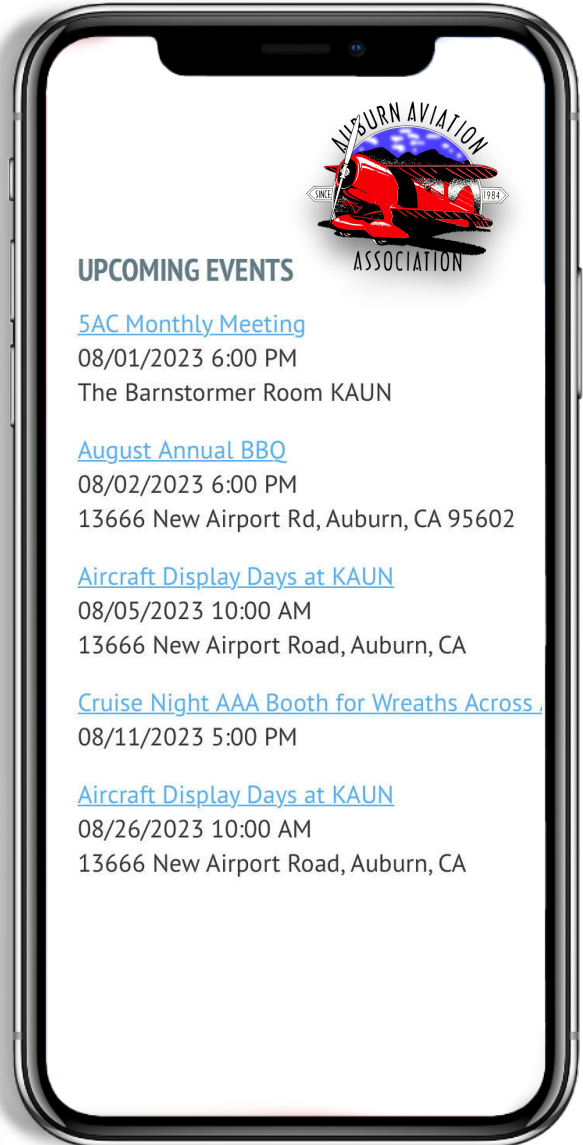 AUBURN AVIATION
SINCE
1984
ASSOCIATION
UPCOMING EVENTS
5AC Monthly Meeting
08/01/2023 6:00 PM
The Barnstormer Room KAUN
August Annual BBQ
08/02/2023 6:00 PM
13666 New Airport Rd, Auburn, CA 95602
Aircraft Display Days at KAUN
08/05/2023 10:00 AM
13666 New Airport Road, Auburn, CA
Cruise Night AAA Booth for Wreaths Across
08/11/2023 5:00 PM
Aircraft Display Days at KAUN
08/26/2023 10:00 AM
13666 New Airport Road, Auburn, CA